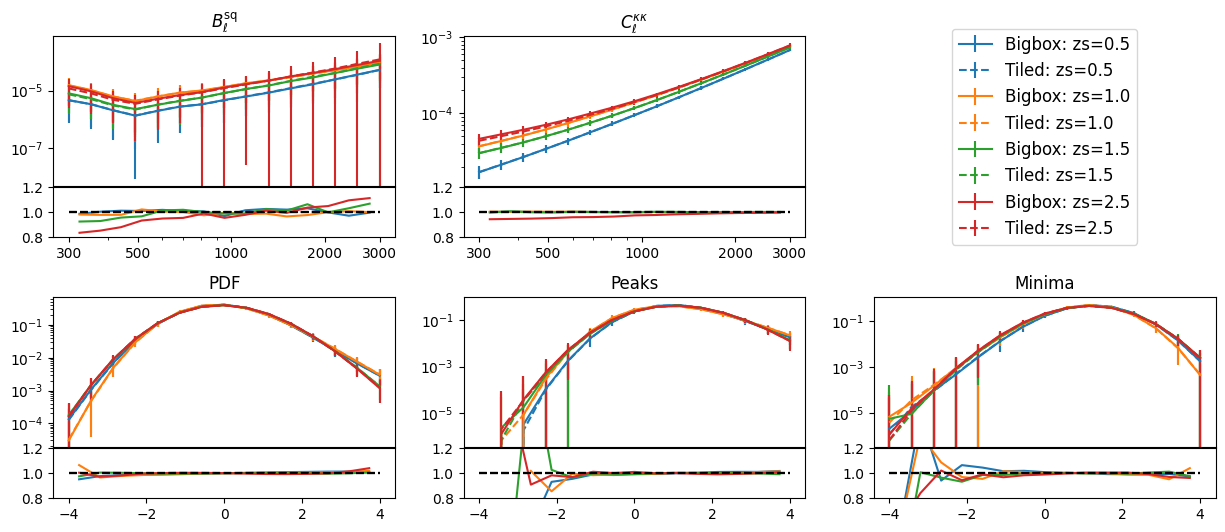 B_ℓ^sq
C_ℓ^κκ
10^−5
10^−7
1.2
1.0
0.8
300 500 1000 2000 3000
10^−3
10^−4
1.2
1.0
0.8
300 500 1000 2000 3000
Bigbox: zs=0.5
Tiled: zs=0.5
Bigbox: zs=1.0
Tiled: zs=1.0
Bigbox: zs=1.5
Tiled: zs=1.5
Bigbox: zs=2.5
Tiled: zs=2.5
PDF
10^−1
10^−2
10^−3
10^−4
1.2
1.0
0.8
−4 −2 0 2 4
Peaks
10^−1
10^−3
10^−5
1.2
1.0
0.8
−4 −2 0 2 4
Minima
10^−1
10^−3
10^−5
1.2
1.0
0.8
−4 −2 0 2 4